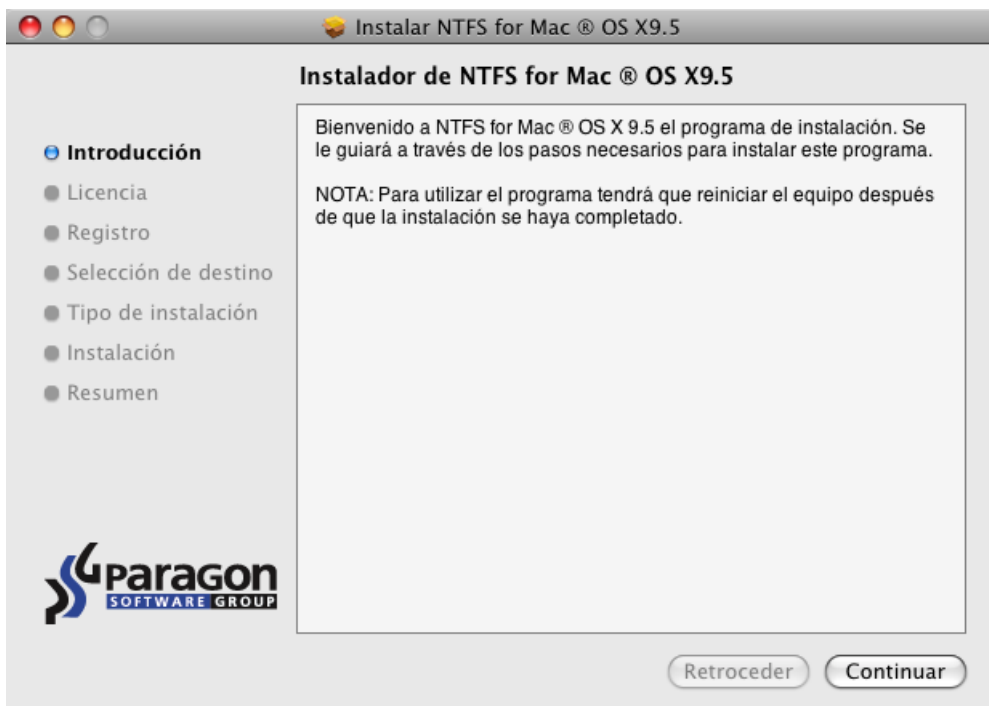 Instalar NTFS for Mac ® OS X9.5
Instalador de NTFS for Mac ® OS X9.5
Introducción
Licencia
Registro
Selección de destino
Tipo de instalación
Instalación
Resumen
Bienvenido a NTFS for Mac ® OS X 9.5 el programa de instalación. Se
le guiará a través de los pasos necesarios para instalar este programa.
NOTA: Para utilizar el programa tendrá que reiniciar el equipo después
de que la instalación se haya completado.
Paragon
SOFTWARE GROUP
Retroceder
Continuar